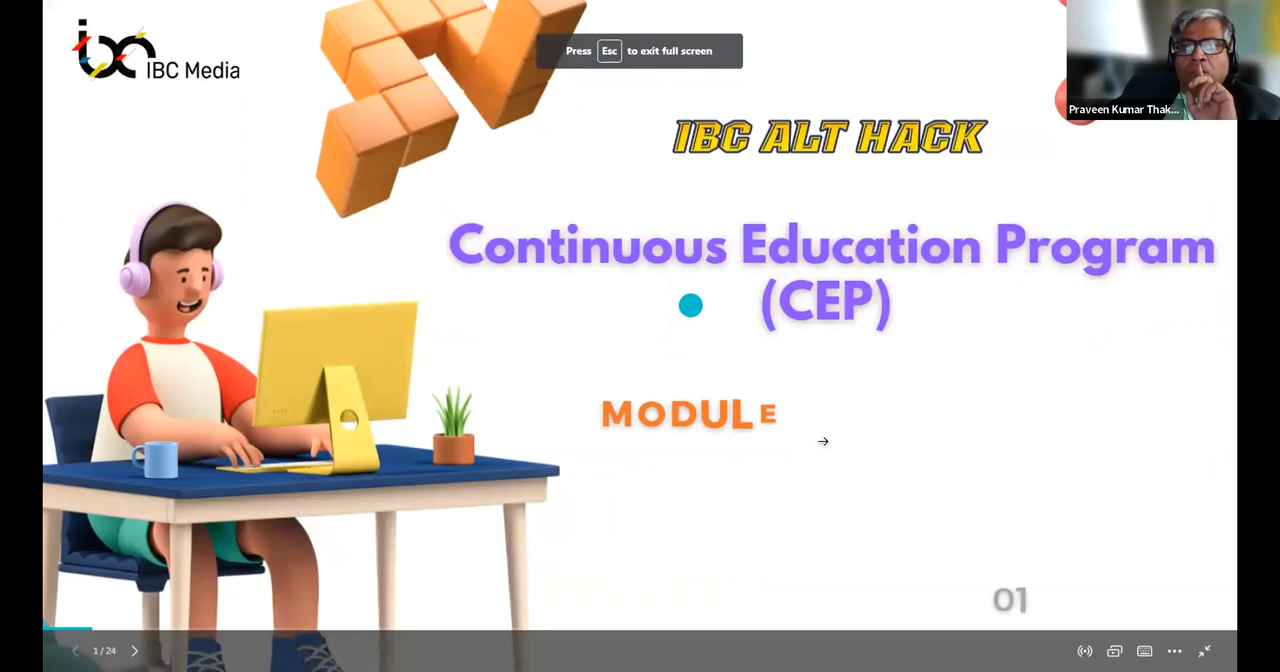 IBC Media
Press Esc to exit full screen
Praveen Kumar Thak...
IBC ALT HACK
Continuous Education Program
(CEP)
MODULE
01
1 / 24